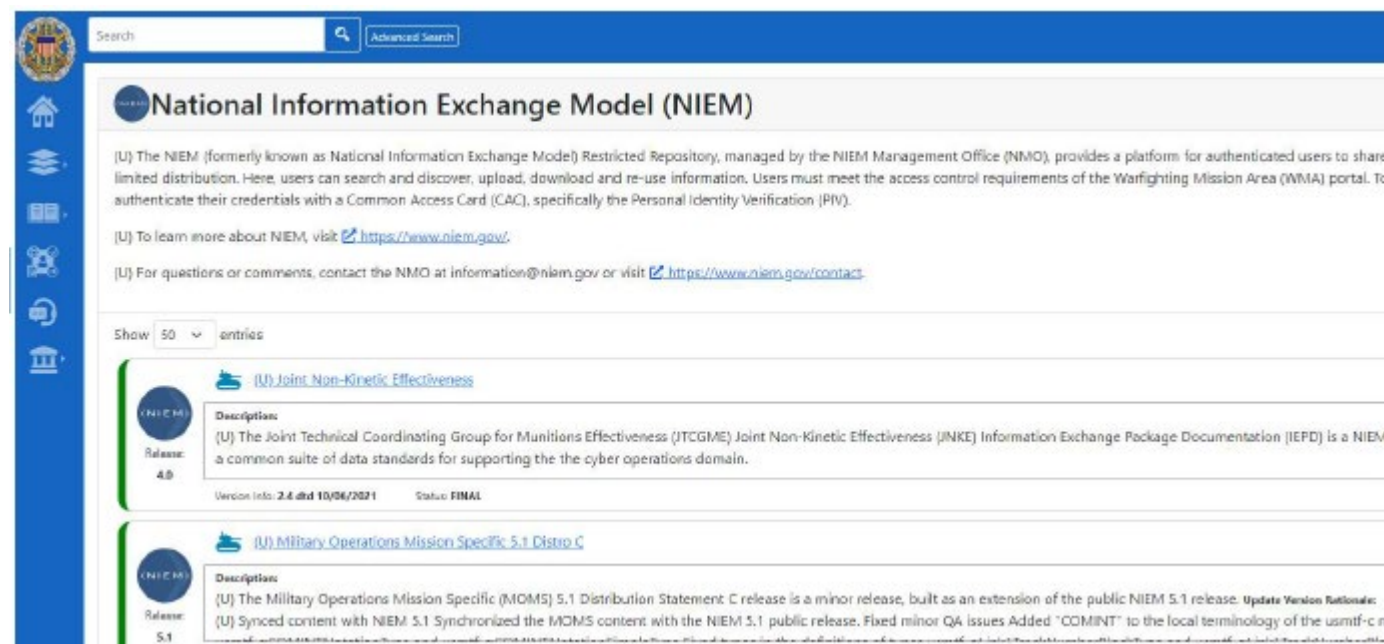 Search
Advanced Search
National Information Exchange Model (NIEM)
(U) The NIEM (formerly known as National Information Exchange Model) Restricted Repository, managed by the NIEM Management Office (NMO), provides a platform for authenticated users to share
limited distribution. Here, users can search and discover, upload, download and re-use information. Users must meet the access control requirements of the Warfighting Mission Area (WMA) portal. To
authenticate their credentials with a Common Access Card (CAC), specifically the Personal Identity Verification (PIV).
(U) To learn more about NIEM, visit https://www.niem.gov/.
(U) For questions or comments, contact the NMO at information@niem.gov or visit https://www.niem.gov/contact.
Show 50 entries
(U) Joint Non-Kinetic Effectiveness
(NIEM)
Release:
4.0
Description:
(U) The Joint Technical Coordinating Group for Munitions Effectiveness (JTCGME) Joint Non-Kinetic Effectiveness (JNKE) Information Exchange Package Documentation (IEPD) is a NIEM
a common suite of data standards for supporting the the cyber operations domain.
Version Info: 2.4 dtd 10/06/2021 Status: FINAL
(U) Military Operations Mission Specific 5.1 Distro C
(NIEM)
Release:
5.1
Description:
(U) The Military Operations Mission Specific (MOMS) 5.1 Distribution Statement C release is a minor release, built as an extension of the public NIEM 5.1 release. Update Version Rationale:
(U) Synced content with NIEM 5.1 Synchronized the MOMS content with the NIEM 5.1 public release. Fixed minor QA issues Added "COMINT" to the local terminology of the usmtf-c